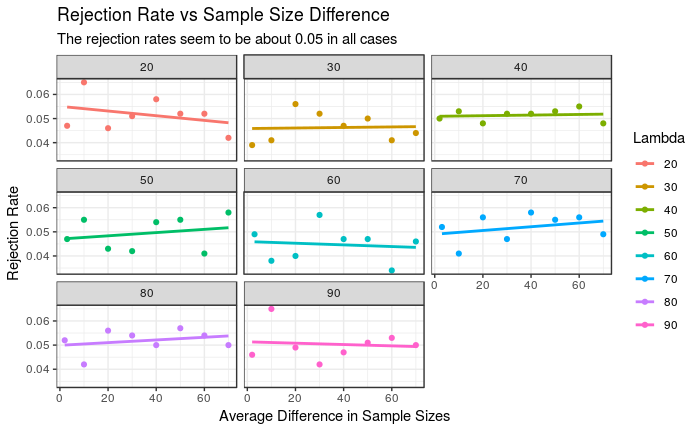 Rejection Rate vs Sample Size Difference
The rejection rates seem to be about 0.05 in all cases
20 30 40
0.06
0.05
0.04
50 60 70
0.06
0.05
0.04
0 20 40 60
80 90
0.06
0.05
0.04
0 20 40 60 0 20 40 60
Average Difference in Sample Sizes
Rejection Rate
Lambda
20
30
40
50
60
70
80
90